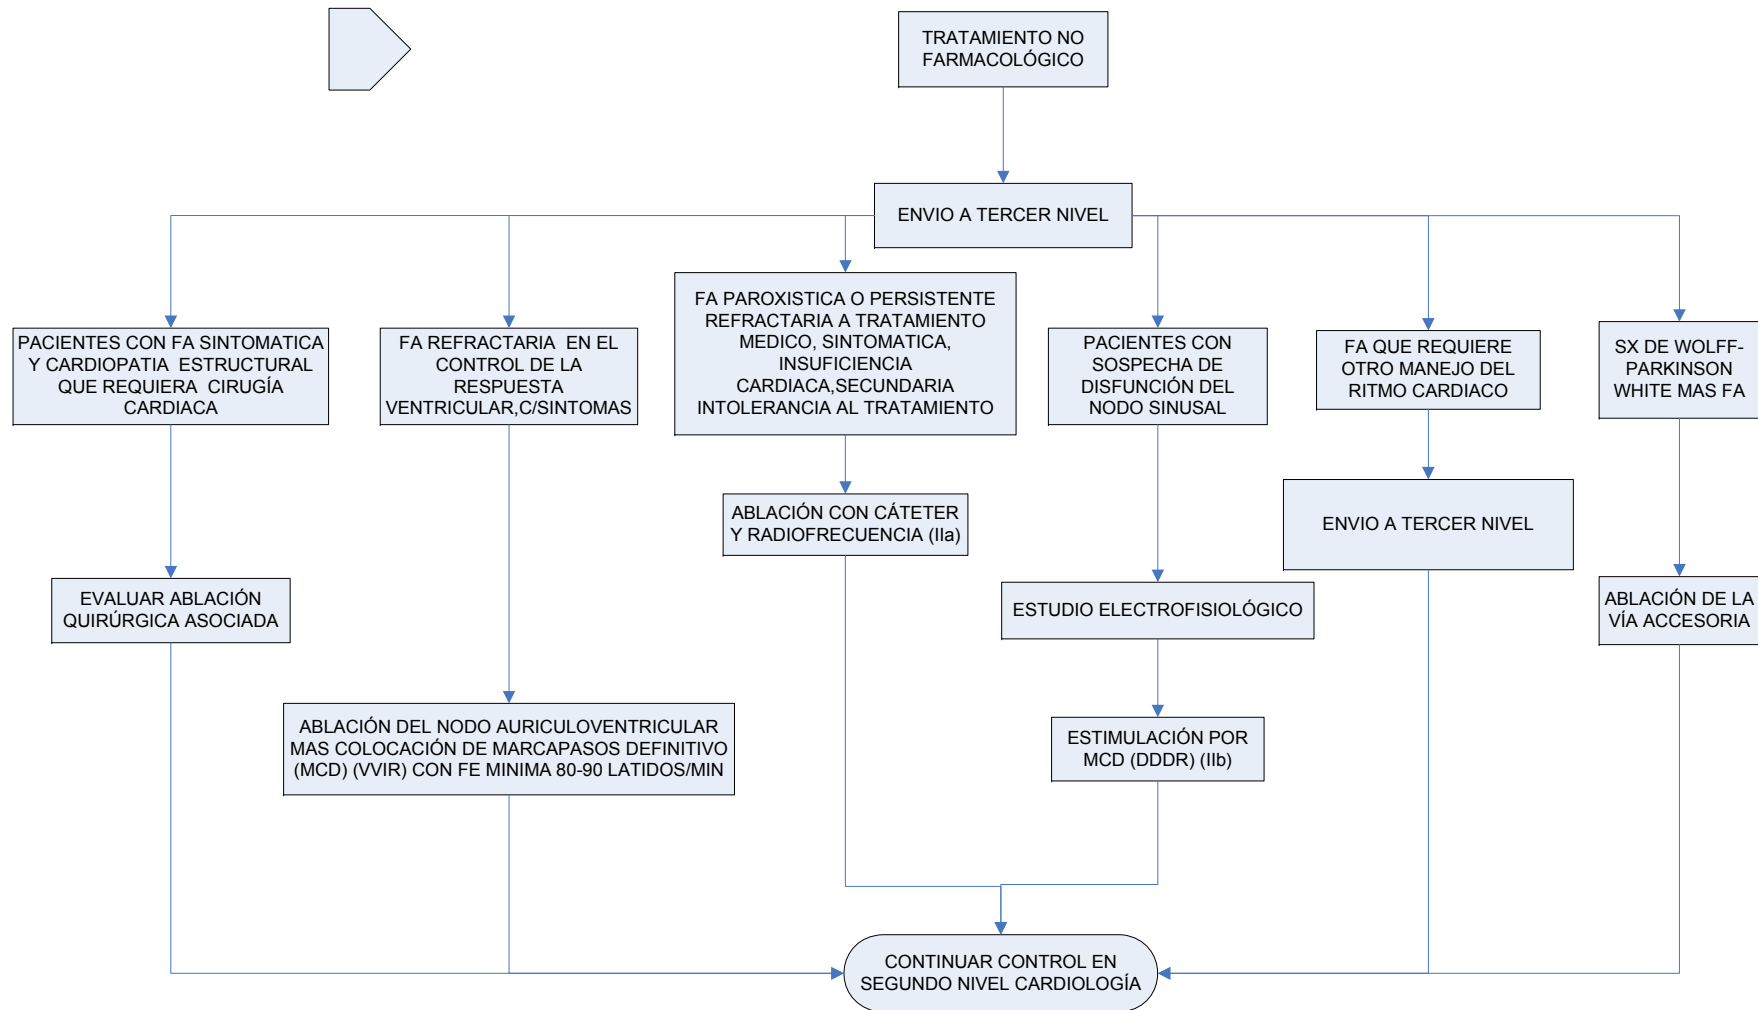 TRATAMIENTO NO
FARMACOLÓGICO
ENVIO A TERCER NIVEL
PACIENTES CON FA SINTOMATICA
Y CARDIOPATIA ESTRUCTURAL
QUE REQUIERA CIRUGÍA
CARDIACA
FA REFRACTARIA EN EL
CONTROL DE LA
RESPUESTA
VENTRICULAR,C/SINTOMAS
FA PAROXISTICA O PERSISTENTE
REFRACTARIA A TRATAMIENTO
MEDICO, SINTOMATICA,
INSUFICIENCIA
CARDIACA,SECUNDARIA
INTOLERANCIA AL TRATAMIENTO
PACIENTES CON
SOSPECHA DE
DISFUNCIÓN DEL
NODO SINUSAL
FA QUE REQUIERE
OTRO MANEJO DEL
RITMO CARDIACO
SX DE WOLFF-
PARKINSON
WHITE MAS FA
EVALUAR ABLACIÓN
QUIRÚRGICA ASOCIADA
ABLACIÓN DEL NODO AURICULOVENTRICULAR
MAS COLOCACIÓN DE MARCAPASOS DEFINITIVO
(MCD) (VVIR) CON FE MINIMA 80-90 LATIDOS/MIN
ABLACIÓN CON CÁTETER
Y RADIOFRECUENCIA (IIa)
ESTUDIO ELECTROFISIOLÓGICO
ESTIMULACIÓN POR
MCD (DDDR) (IIb)
ENVIO A TERCER NIVEL
ABLACIÓN DE LA
VÍA ACCESORIA
CONTINUAR CONTROL EN
SEGUNDO NIVEL CARDIOLOGÍA